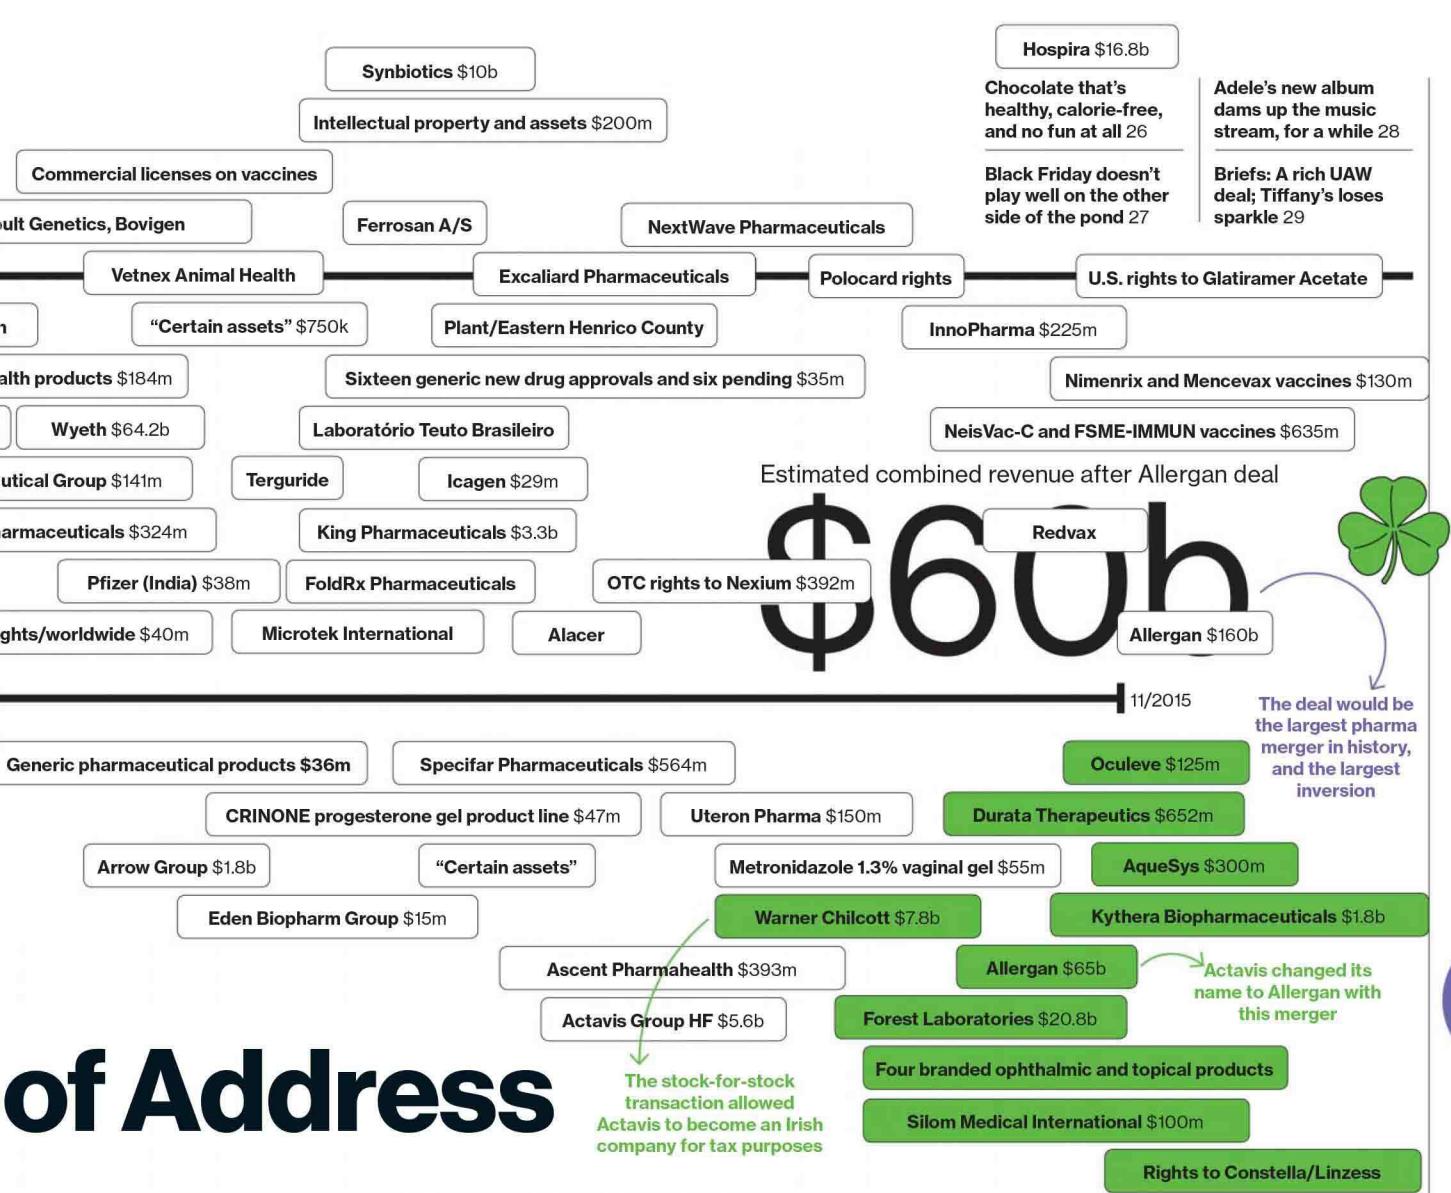 Hospira $16.8b
Synbiotics $10b
Chocolate that's
healthy, calorie-free,
and no fun at all 26
Adele's new album
dams up the music
stream, for a while 28
Intellectual property and assets $200m
Commercial licenses on vaccines
Black Friday doesn't
play well on the other
side of the pond 27
Briefs: A rich UAW
deal; Tiffany's loses
sparkle 29
ult Genetics, Bovigen
Ferrosan A/S
NextWave Pharmaceuticals
Vetnex Animal Health
Excaliard Pharmaceuticals
Polocard rights
U.S. rights to Glatiramer Acetate
"Certain assets" $750k
Plant/Eastern Henrico County
InnoPharma $225m
alth products $184m
Sixteen generic new drug approvals and six pending $35m
Nimenrix and Mencevax vaccines $130m
Wyeth $64.2b
Laboratório Teuto Brasileiro
NeisVac-C and FSME-IMMUN vaccines $635m
utical Group $141m
Terguride
Icagen $29m
Estimated combined revenue after Allergan deal
$60b
armaceuticals $324m
King Pharmaceuticals $3.3b
Redvax
Pfizer (India) $38m
FoldRx Pharmaceuticals
OTC rights to Nexium $392m
ghts/worldwide $40m
Microtek International
Alacer
Allergan $160b
11/2015
The deal would be
the largest pharma
merger in history,
and the largest
inversion
Generic pharmaceutical products $36m
Specifar Pharmaceuticals $564m
Oculeve $125m
CRINONE progesterone gel product line $47m
Uteron Pharma $150m
Durata Therapeutics $652m
Arrow Group $1.8b
"Certain assets"
Metronidazole 1.3% vaginal gel $55m
AqueSys $300m
Eden Biopharm Group $15m
Warner Chilcott $7.8b
Kythera Biopharmaceuticals $1.8b
Ascent Pharmahealth $393m
Allergan $65b
Actavis changed its
name to Allergan with
this merger
Actavis Group HF $5.6b
Forest Laboratories $20.8b
of Address
The stock-for-stock
transaction allowed
Actavis to become an Irish
company for tax purposes
Four branded ophthalmic and topical products
Silom Medical International $100m
Rights to Constella/Linzess